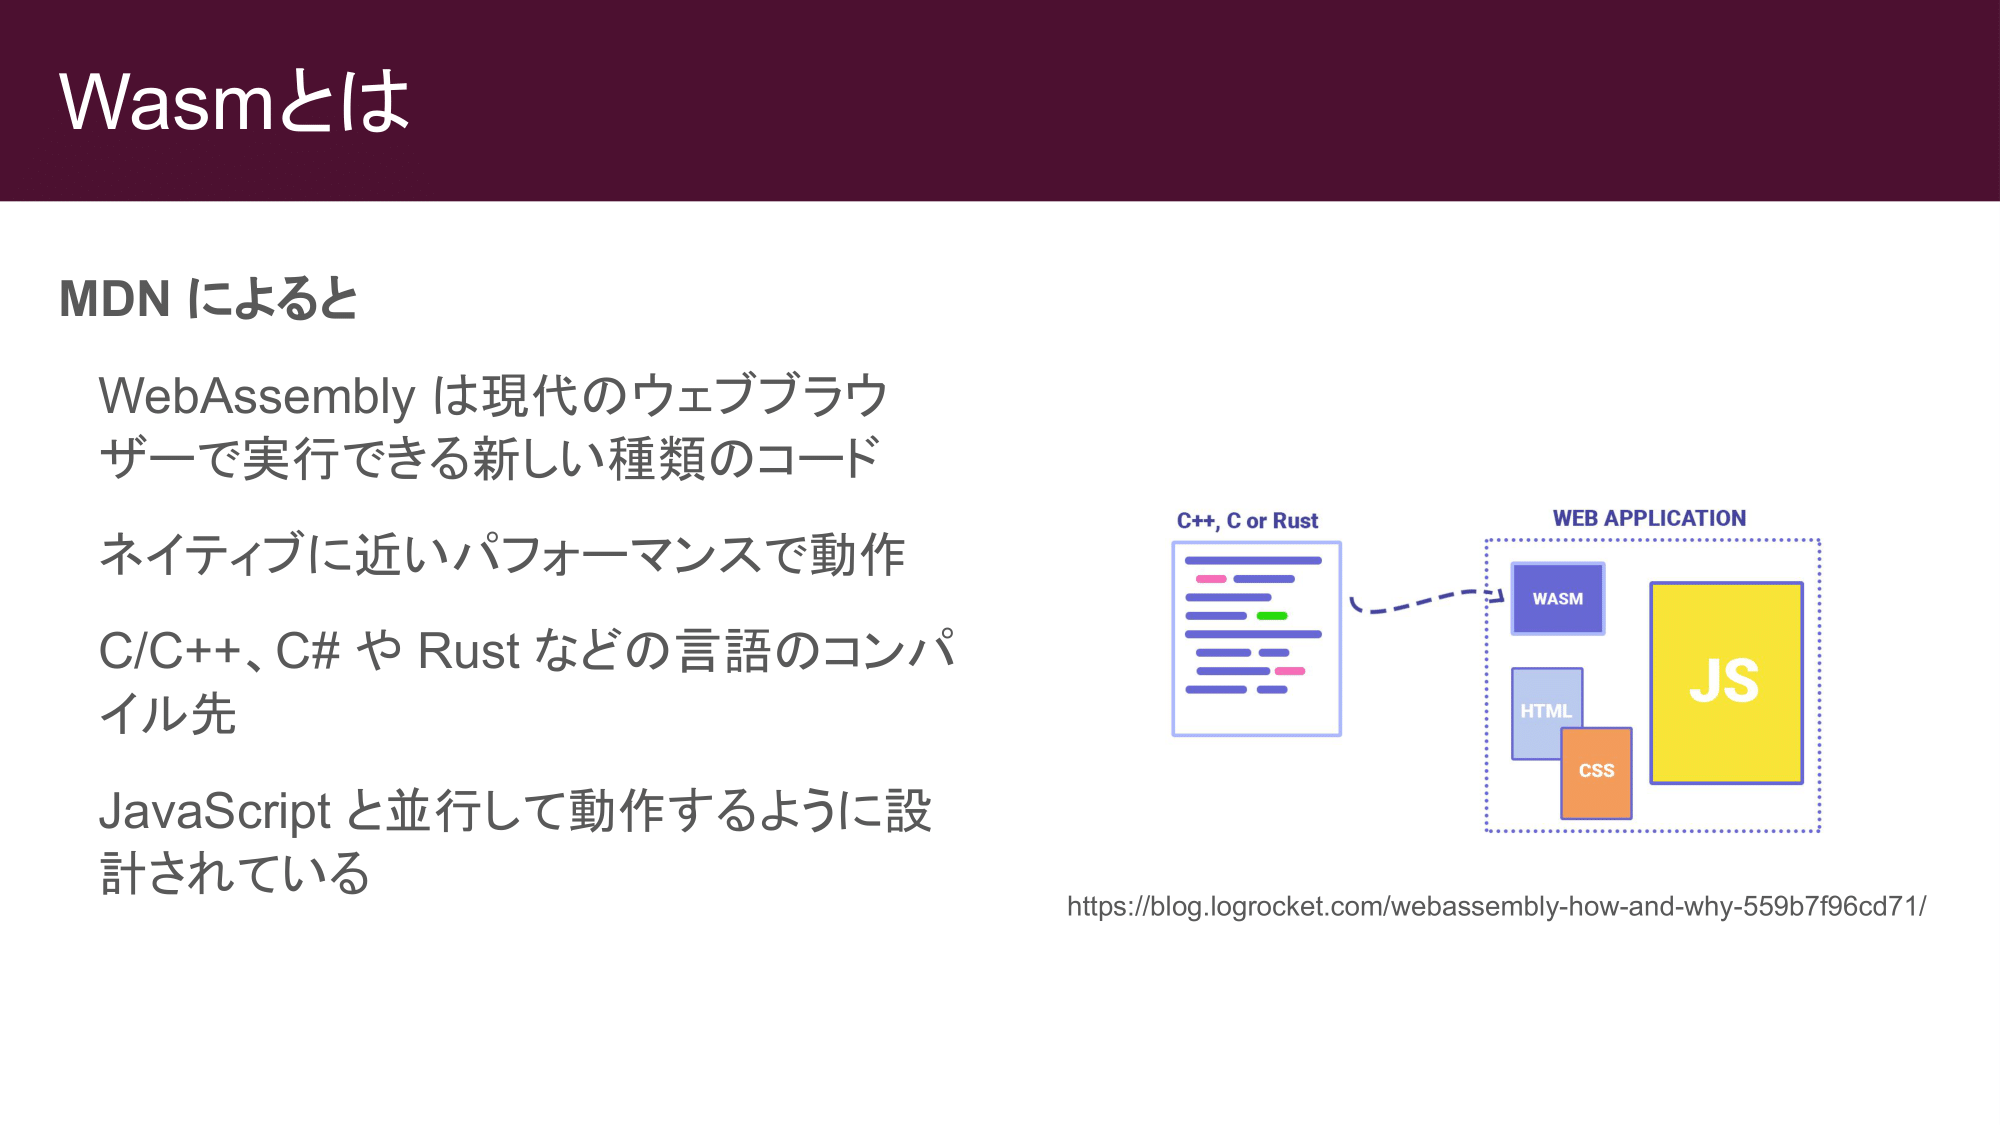 Wasmとは
MDN によると
WebAssembly は現代のウェブブラウ
ザーで実行できる新しい種類のコード
ネイティブに近いパフォーマンスで動作
C/C++、C# や Rust などの言語のコンパ
イル先
JavaScript と並行して動作するように設
計されている
C++, C or Rust
WEB APPLICATION
WASM
HTML
CSS
JS
https://blog.logrocket.com/webassembly-how-and-why-559b7f96cd71/